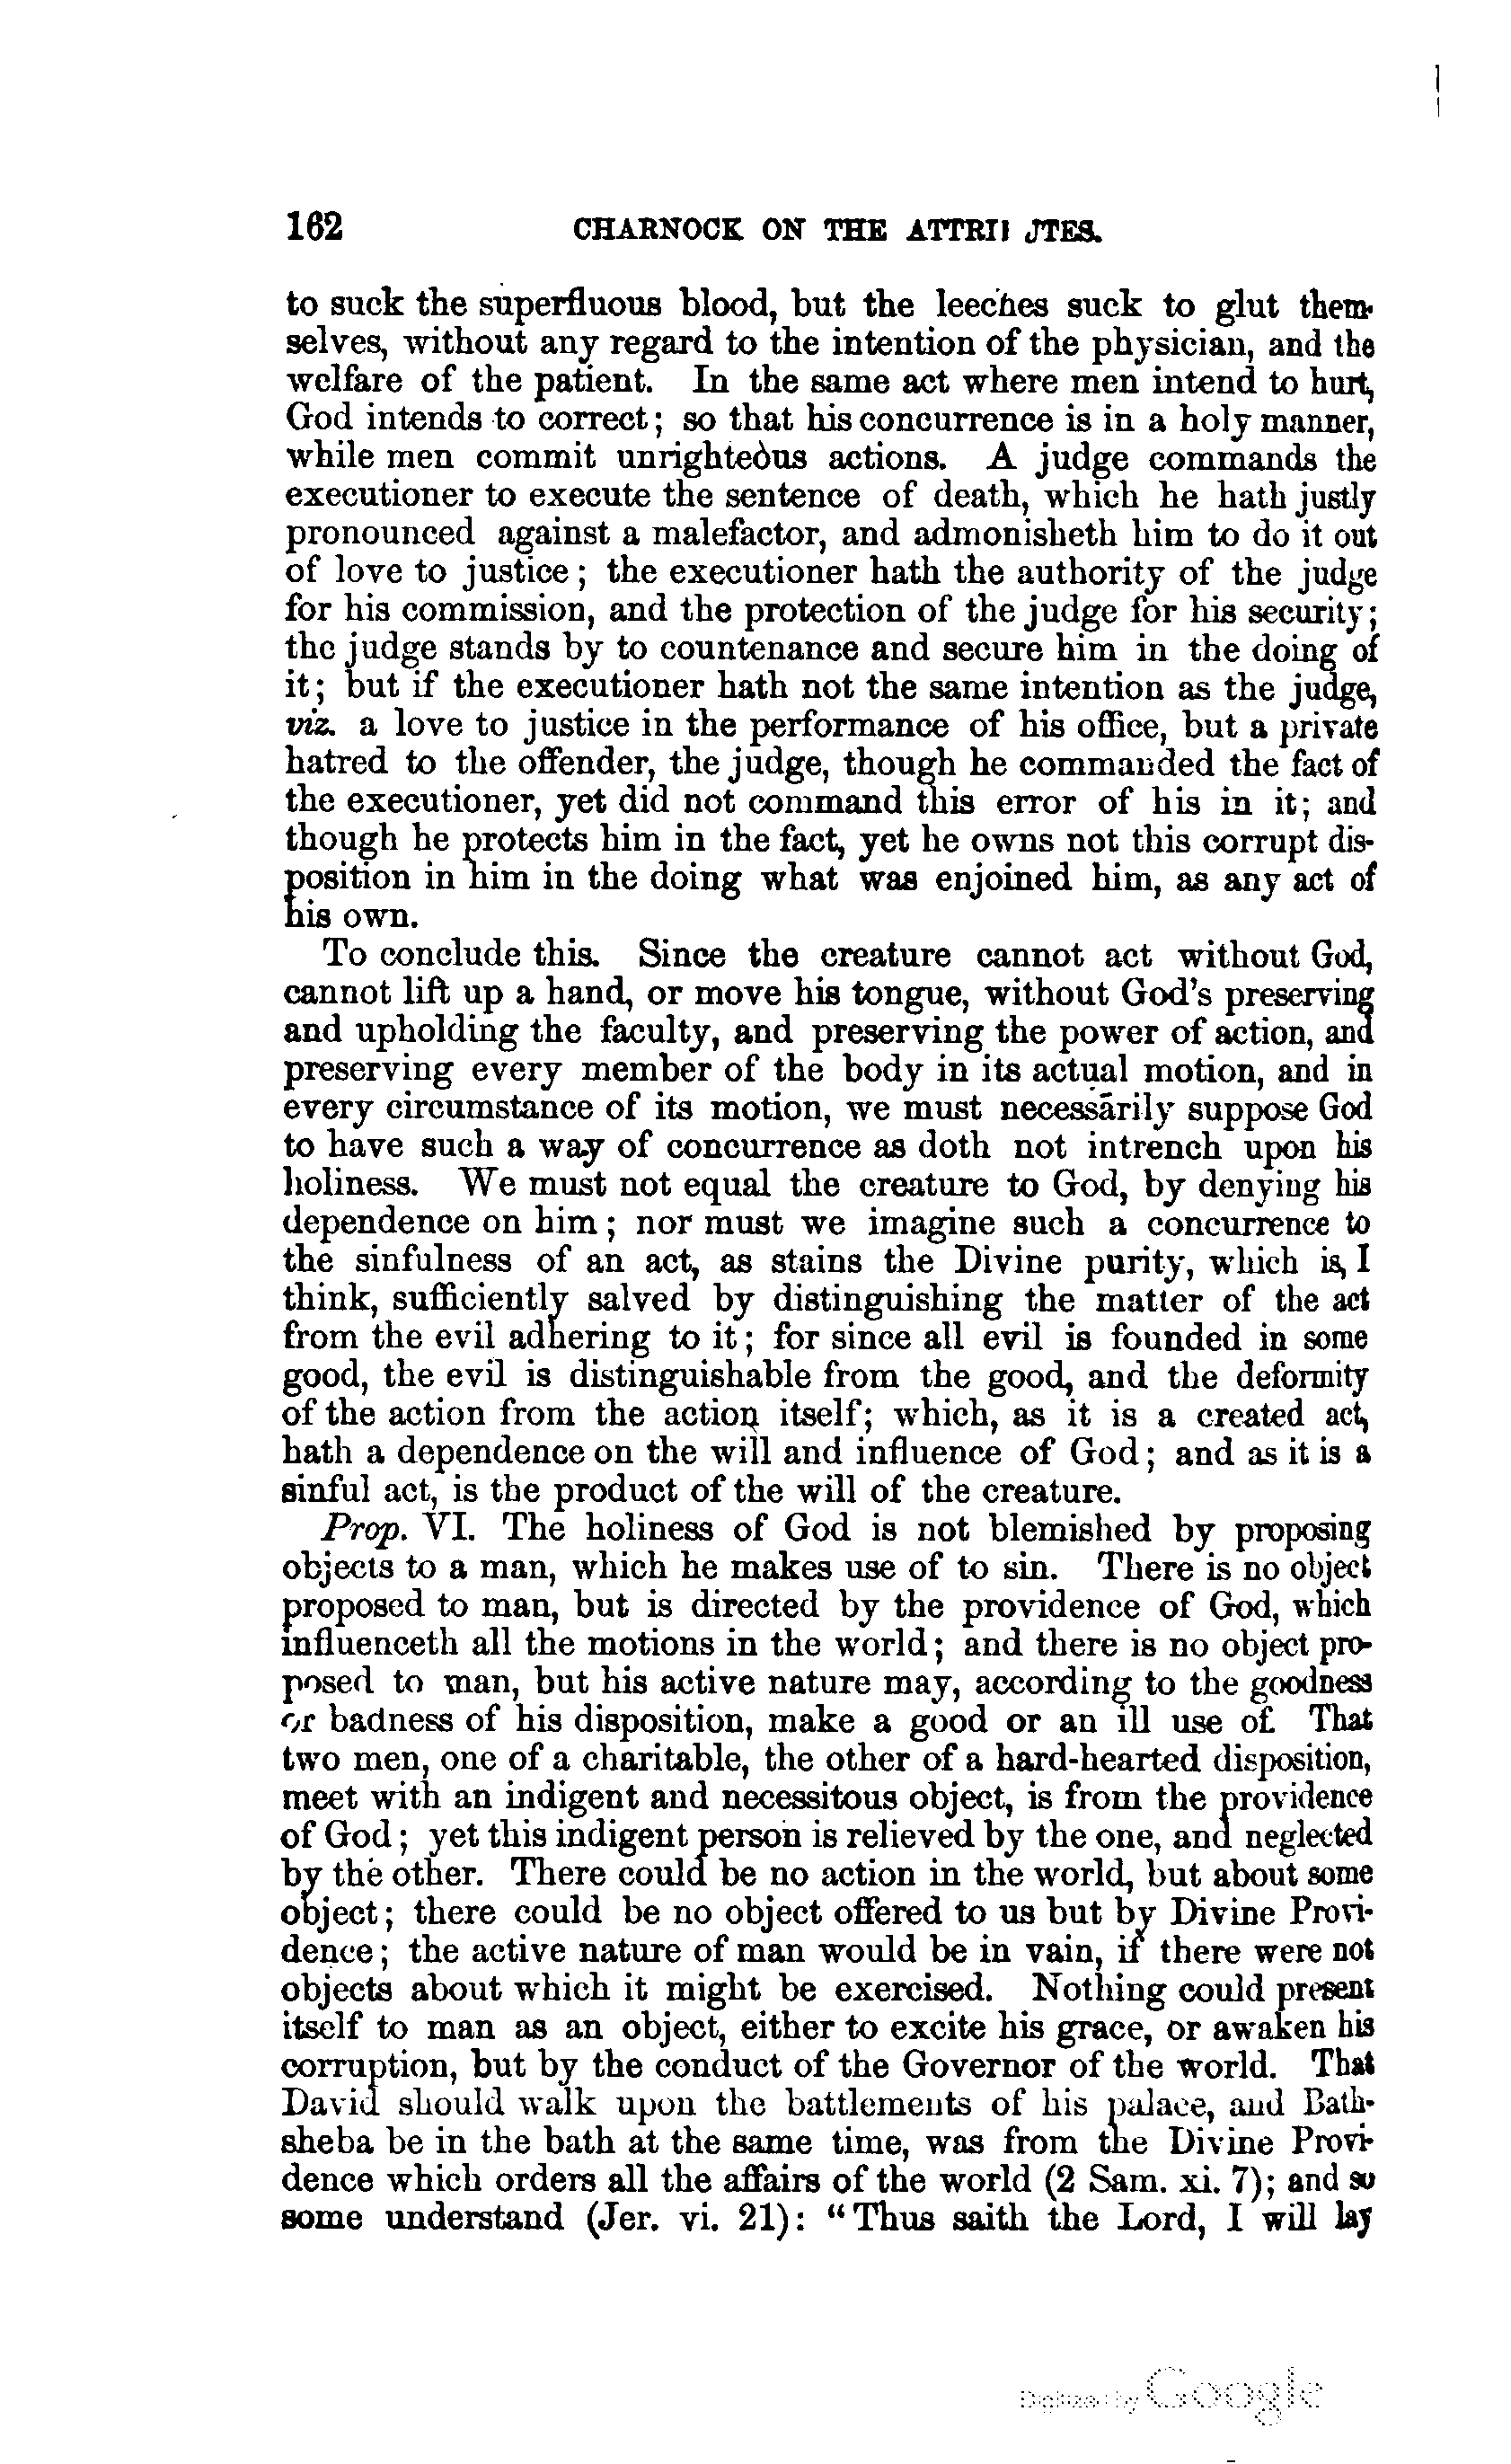 162 CHARNOCK ON THE ATTRI
to suck the superfluous blood, but the leeches suck to glut them-
selves, without any regard to the intention of the physician, and the
welfare of the patient. In the same act where men intend to hurt,
God intends to correct; so that his concurrence is in a holy manner,
while men commit unrighteous actions. A judge commands the
executioner to execute the sentence of death, which he hath justly
pronounced against a malefactor, and admonisheth him to do it out
of love to justice; the executioner hath the authority of the judge
for his commission, and the protection of the judge for his security;
the judge stands by to countenance and secure him in the doing of
it; but if the executioner hath not the same intention as the judge,
viz. a love to justice in the performance of his office, but a private
hatred to the offender, the judge, though he commanded the fact of
the executioner, yet did not command this error of his in it; and
though he protects him in the fact, yet he owns not this corrupt dis-
position in him in the doing what was enjoined him, as any act of
his own.
To conclude this. Since the creature cannot act without God,
cannot lift up a hand, or move his tongue, without God's preserving
and upholding the faculty, and preserving the power of action, and
preserving every member of the body in its actual motion, and in
every circumstance of its motion, we must necessarily suppose God
to have such a way of concurrence as doth not intrench upon his
holiness. We must not equal the creature to God, by denying his
dependence on him; nor must we imagine such a concurrence to
the sinfulness of an act, as stains the Divine purity, which is, I
think, sufficiently salved by distinguishing the matter of the act
from the evil adhering to it; for since all evil is founded in some
good, the evil is distinguishable from the good, and the deformity
of the action from the action itself; which, as it is a created act,
hath a dependence on the will and influence of God; and as it is a
sinful act, is the product of the will of the creature.
Prop. VI. The holiness of God is not blemished by proposing
objects to a man, which he makes use of to sin. There is no object
proposed to man, but is directed by the providence of God, which
influenceth all the motions in the world; and there is no object pro-
posed to man, but his active nature may, according to the goodness
or badness of his disposition, make a good or an ill use of. That
two men, one of a charitable, the other of a hard-hearted disposition,
meet with an indigent and necessitous object, is from the providence
of God; yet this indigent person is relieved by the one, and neglected
by the other. There could be no action in the world, but about some
object; there could be no object offered to us but by Divine Provi-
dence; the active nature of man would be in vain, if there were not
objects about which it might be exercised. Nothing could present
itself to man as an object, either to excite his grace, or awaken his
corruption, but by the conduct of the Governor of the world. That
David should walk upon the battlements of his palace, and Bath-
sheba be in the bath at the same time, was from the Divine Provi-
dence which orders all the affairs of the world (2 Sam. xi. 7); and so
some understand (Jer. vi. 21): "Thus saith the Lord, I will lay
Digitized by Google